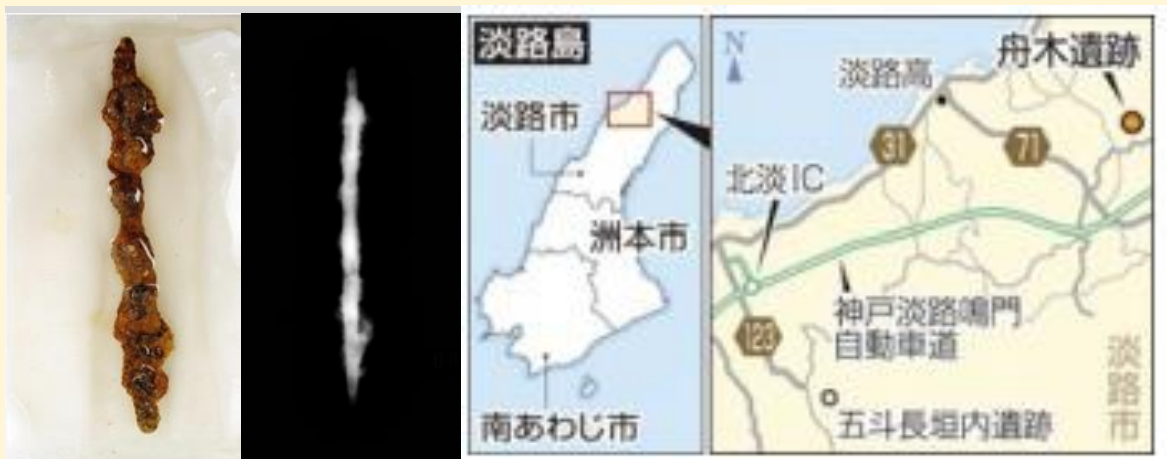 淡路島
淡路市
洲本市
南あわじ市
N
淡路高
舟木遺跡
31
71
北淡IC
神戸淡路鳴門
自動車道
123
五斗長垣内遺跡
淡路市